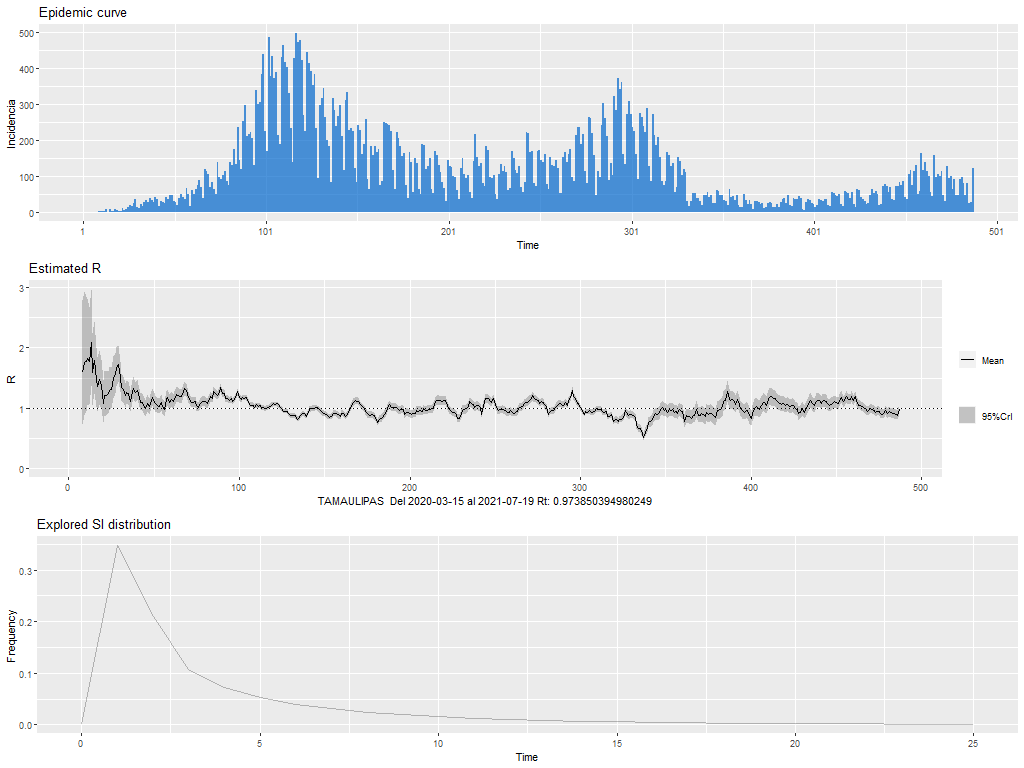 Epidemic curve
500
400
300
200
100
0
Incidencia
1
101
201
301
401
501
Time
Estimated R
3
2
1
0
R
0
100
200
300
400
500
TAMAULIPAS Del 2020-03-15 al 2021-07-19 Rt: 0.973850394980249
Mean
95%CrI
Explored SI distribution
0.3
0.2
0.1
0.0
Frequency
0
5
10
15
20
25
Time